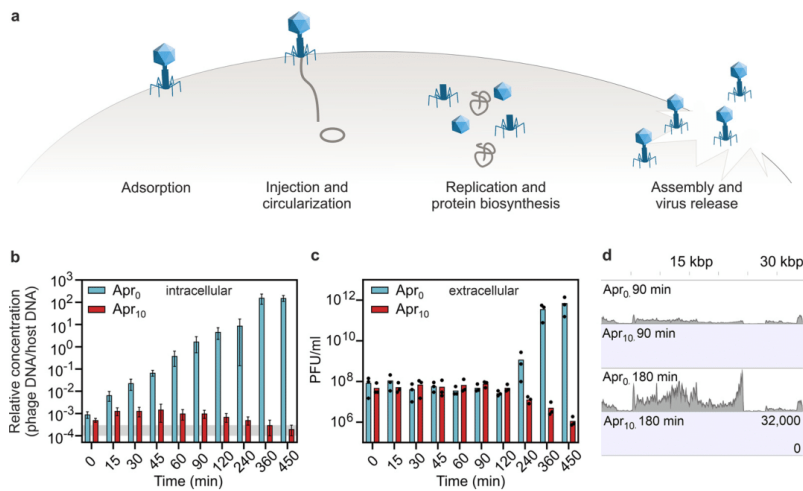 a
Adsorption
Injection and
circularization
Replication and
protein biosynthesis
Assembly and
virus release
b
Relative concentration
(phage DNA/host DNA)
10³
10²
10¹
10⁰
10⁻¹
10⁻²
10⁻³
10⁻⁴
Apr₀
Apr₁₀
intracellular
0 15 30 45 60 90 120 240 360 450
Time (min)
c
PFU/ml
10¹²
10¹⁰
10⁸
10⁶
Apr₀
Apr₁₀
extracellular
0 15 30 45 60 90 120 240 360 450
Time (min)
d
15 kbp 30 kbp
Apr₀, 90 min
Apr₁₀, 90 min
Apr₀, 180 min
Apr₁₀, 180 min 32,000
0